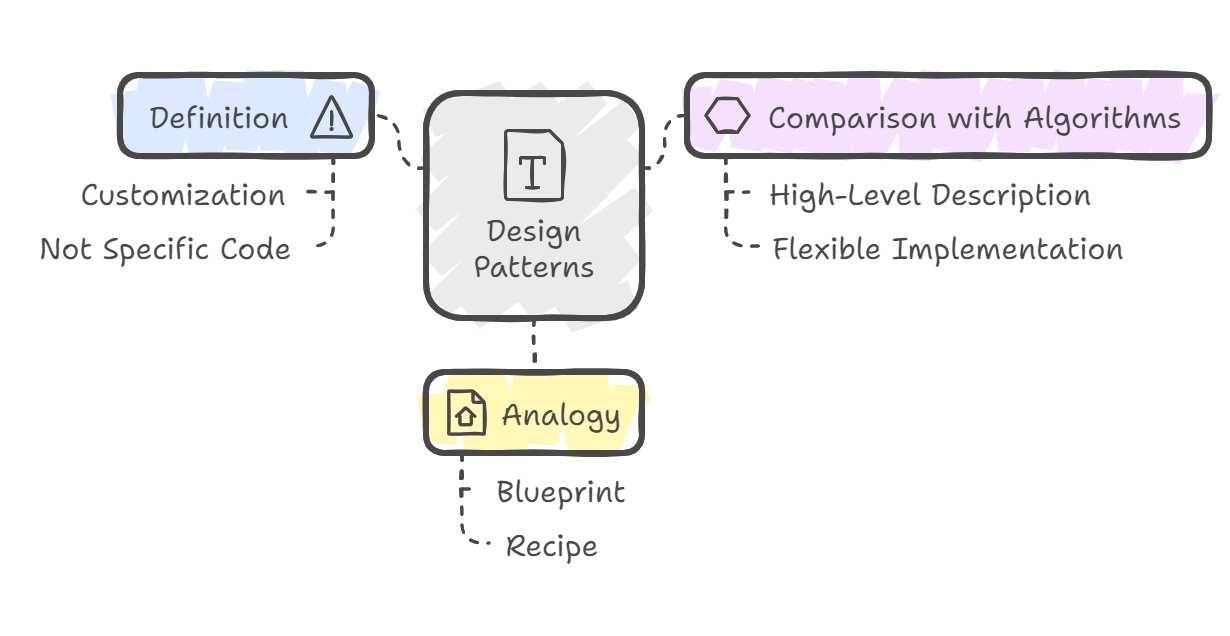 Definition
Customization
Not Specific Code
T
Design
Patterns
Comparison with Algorithms
High-Level Description
Flexible Implementation
Analogy
Blueprint
Recipe